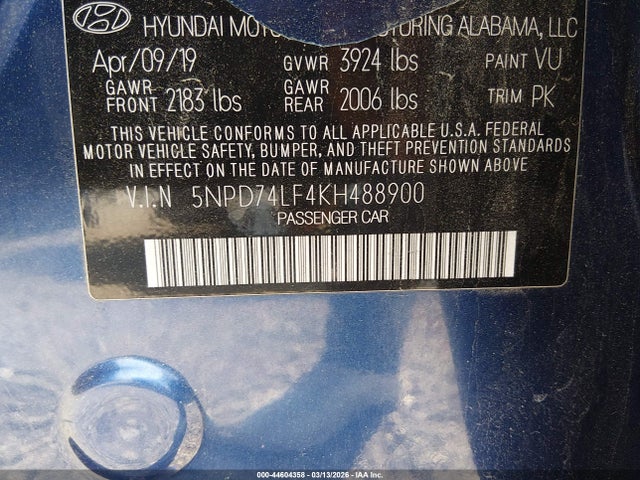 HYUNDAI MOTOR TURING ALABAMA, LLC
Apr/09/19 GVWR 3924 lbs PAINT VU
GAWR FRONT 2183 lbs GAWR REAR 2006 lbs TRIM PK
THIS VEHICLE CONFORMS TO ALL APPLICABLE U.S.A. FEDERAL
MOTOR VEHICLE SAFETY, BUMPER, AND THEFT PREVENTION STANDARDS
IN EFFECT ON THE DATE OF MANUFACTURE SHOWN ABOVE.
V.I.N 5NPD74LF4KH488900
PASSENGER CAR
000-44604358 - 03/13/2026 - IAA Inc.